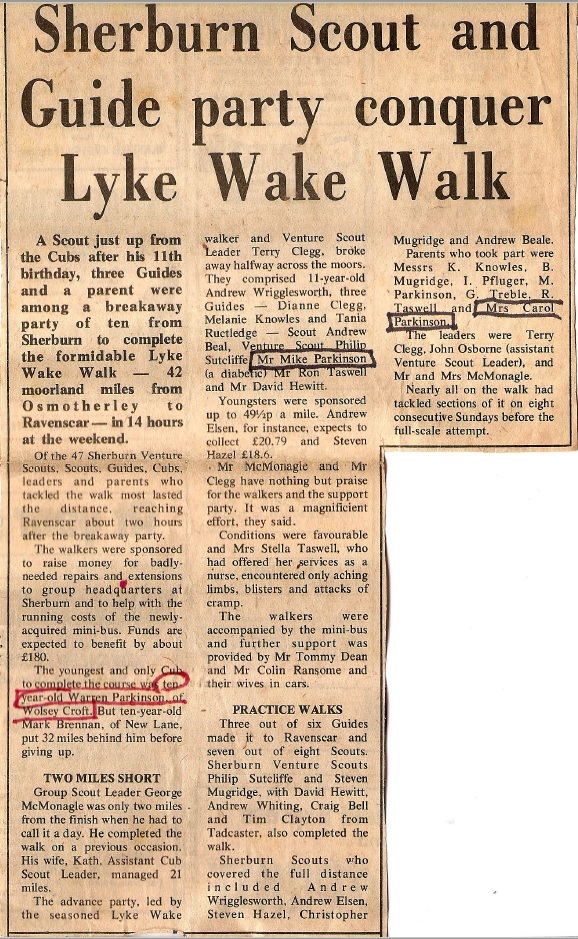 Sherburn Scout and
Guide party conquer
Lyke Wake Walk
A Scout just up from
the Cubs after his 11th
birthday, three Guides
and a parent were
among a breakaway
party of ten from
Sherburn to complete
the formidable Lyke
Wake Walk — 42
moorland miles from
Osmotherley to
Ravenscar — in 14 hours
at the weekend.
Of the 47 Sherburn Venture
Scouts, Scouts, Guides, Cubs,
leaders and parents who
tackled the walk most lasted
the distance, reaching
Ravenscar about two hours
after the breakaway party.
The walkers were sponsored
to raise money for badly-
needed repairs and extensions
to group headquarters at
Sherburn and to help with the
running costs of the newly-
acquired mini-bus. Funds are
expected to benefit by about
£180.
The youngest and only Cub
to complete the course was ten-
year-old Warren Parkinson, of
Wolsey Croft. But ten-year-old
Mark Brennan, of New Lane,
put 32 miles behind him before
giving up.
TWO MILES SHORT
Group Scout Leader George
McMonagle was only two miles
from the finish when he had to
call it a day. He completed the
walk on a previous occasion.
His wife, Kath, Assistant Cub
Scout Leader, managed 21
miles.
The advance party, led by
the seasoned Lyke Wake
walker and Venture Scout
Leader Terry Clegg, broke
away halfway across the moors.
They comprised 11-year-old
Andrew Wrigglesworth, three
Guides — Dianne Clegg,
Melanie Knowles and Tania
Ructledge — Scout Andrew
Beal, Venture Scout Philip
Sutcliffe, Mr Mike Parkinson
(a diabetic) Mr Ron Taswell
and Mr David Hewitt.
Youngsters were sponsored
up to 49½p a mile. Andrew
Elsen, for instance, expects to
collect £20.79 and Steven
Hazel £18.6.
Mr McMonagle and Mr
Clegg have nothing but praise
for the walkers and the support
party. It was a magnificent
effort, they said.
Conditions were favourable
and Mrs Stella Taswell, who
had offered her services as a
nurse, encountered only aching
limbs, blisters and attacks of
cramp.
The walkers were
accompanied by the mini-bus
and further support was
provided by Mr Tommy Dean
and Mr Colin Ransome and
their wives in cars.
PRACTICE WALKS
Three out of six Guides
made it to Ravenscar and
seven out of eight Scouts.
Sherburn Venture Scouts
Philip Sutcliffe and Steven
Mugridge, with David Hewitt,
Andrew Whiting, Craig Bell
and Tim Clayton from
Tadcaster, also completed the
walk.
Sherburn Scouts who
covered the full distance
included Andrew
Wrigglesworth, Andrew Elsen,
Steven Hazel, Christopher
Mugridge and Andrew Beale.
Parents who took part were
Messrs K. Knowles, B.
Mugridge, I. Pfluger, M.
Parkinson, G. Treble, R.
Taswell and Mrs Carol
Parkinson.
The leaders were Terry
Clegg, John Osborne (assistant
Venture Scout Leader), and
Mr and Mrs McMonagle.
Nearly all on the walk had
tackled sections of it on eight
consecutive Sundays before the
full-scale attempt.